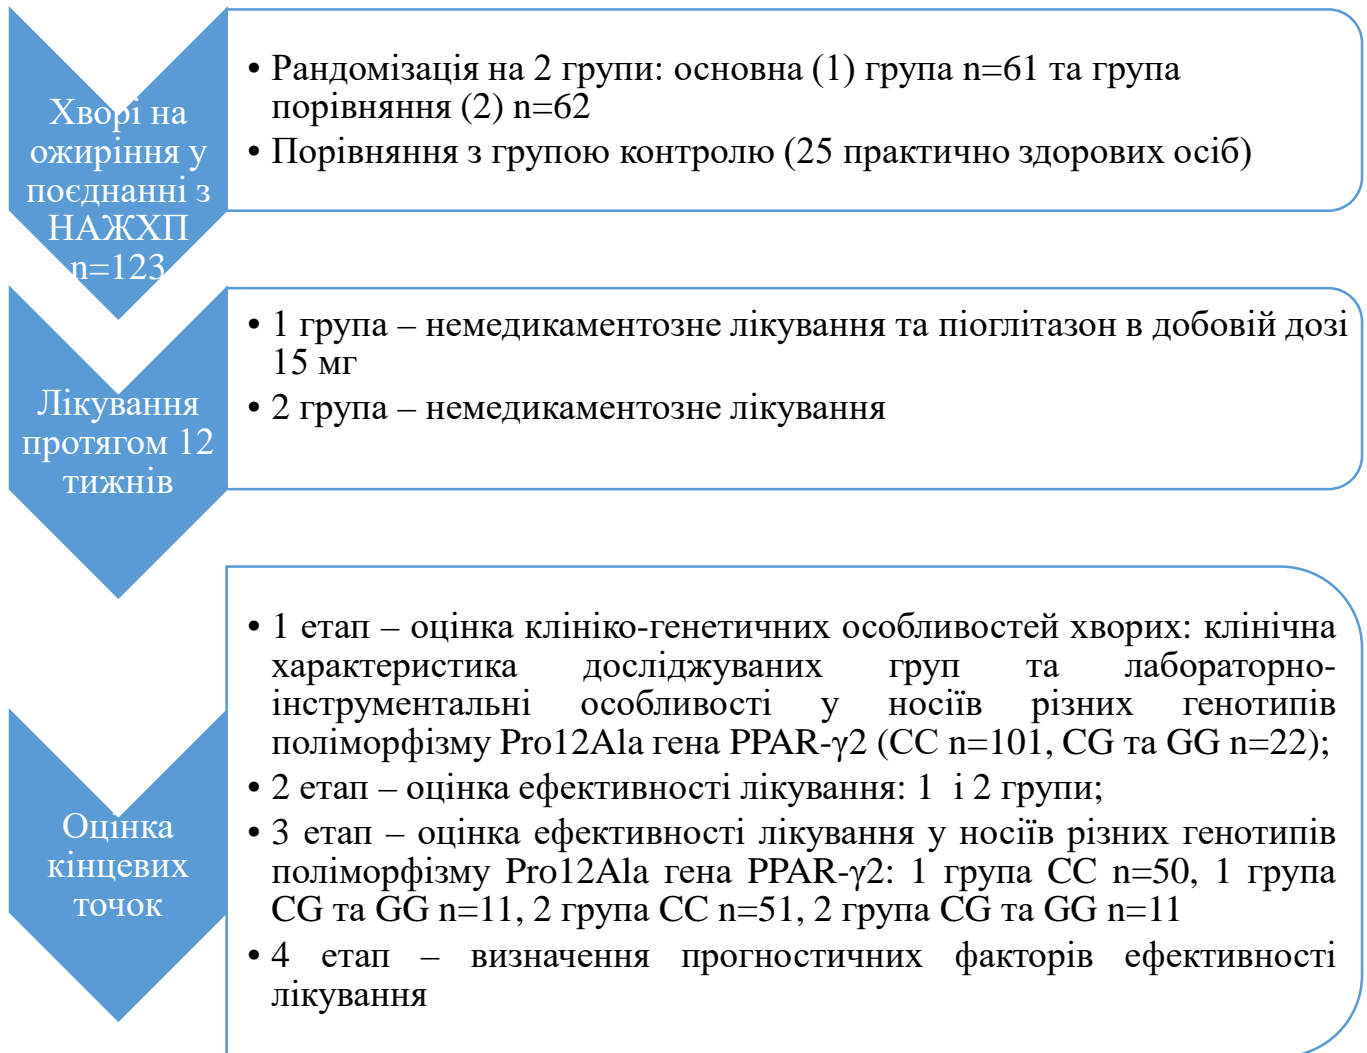 Хворі на
ожиріння у
поєднанні з
НАЖХП
n=123
• Рандомізація на 2 групи: основна (1) група n=61 та група
порівняння (2) n=62
• Порівняння з групою контролю (25 практично здорових осіб)
Лікування
протягом 12
тижнів
• 1 група – немедикаментозне лікування та піоглітазон в добовій дозі
15 мг
• 2 група – немедикаментозне лікування
Оцінка
кінцевих
точок
• 1 етап – оцінка клініко-генетичних особливостей хворих: клінічна
характеристика досліджуваних груп та лабораторно-
інструментальні особливості у носіїв різних генотипів
поліморфізму Pro12Ala гена PPAR-γ2 (СС n=101, CG та GG n=22);
• 2 етап – оцінка ефективності лікування: 1 і 2 групи;
• 3 етап – оцінка ефективності лікування у носіїв різних генотипів
поліморфізму Pro12Ala гена PPAR-γ2: 1 група СС n=50, 1 група
CG та GG n=11, 2 група СС n=51, 2 група CG та GG n=11
• 4 етап – визначення прогностичних факторів ефективності
лікування